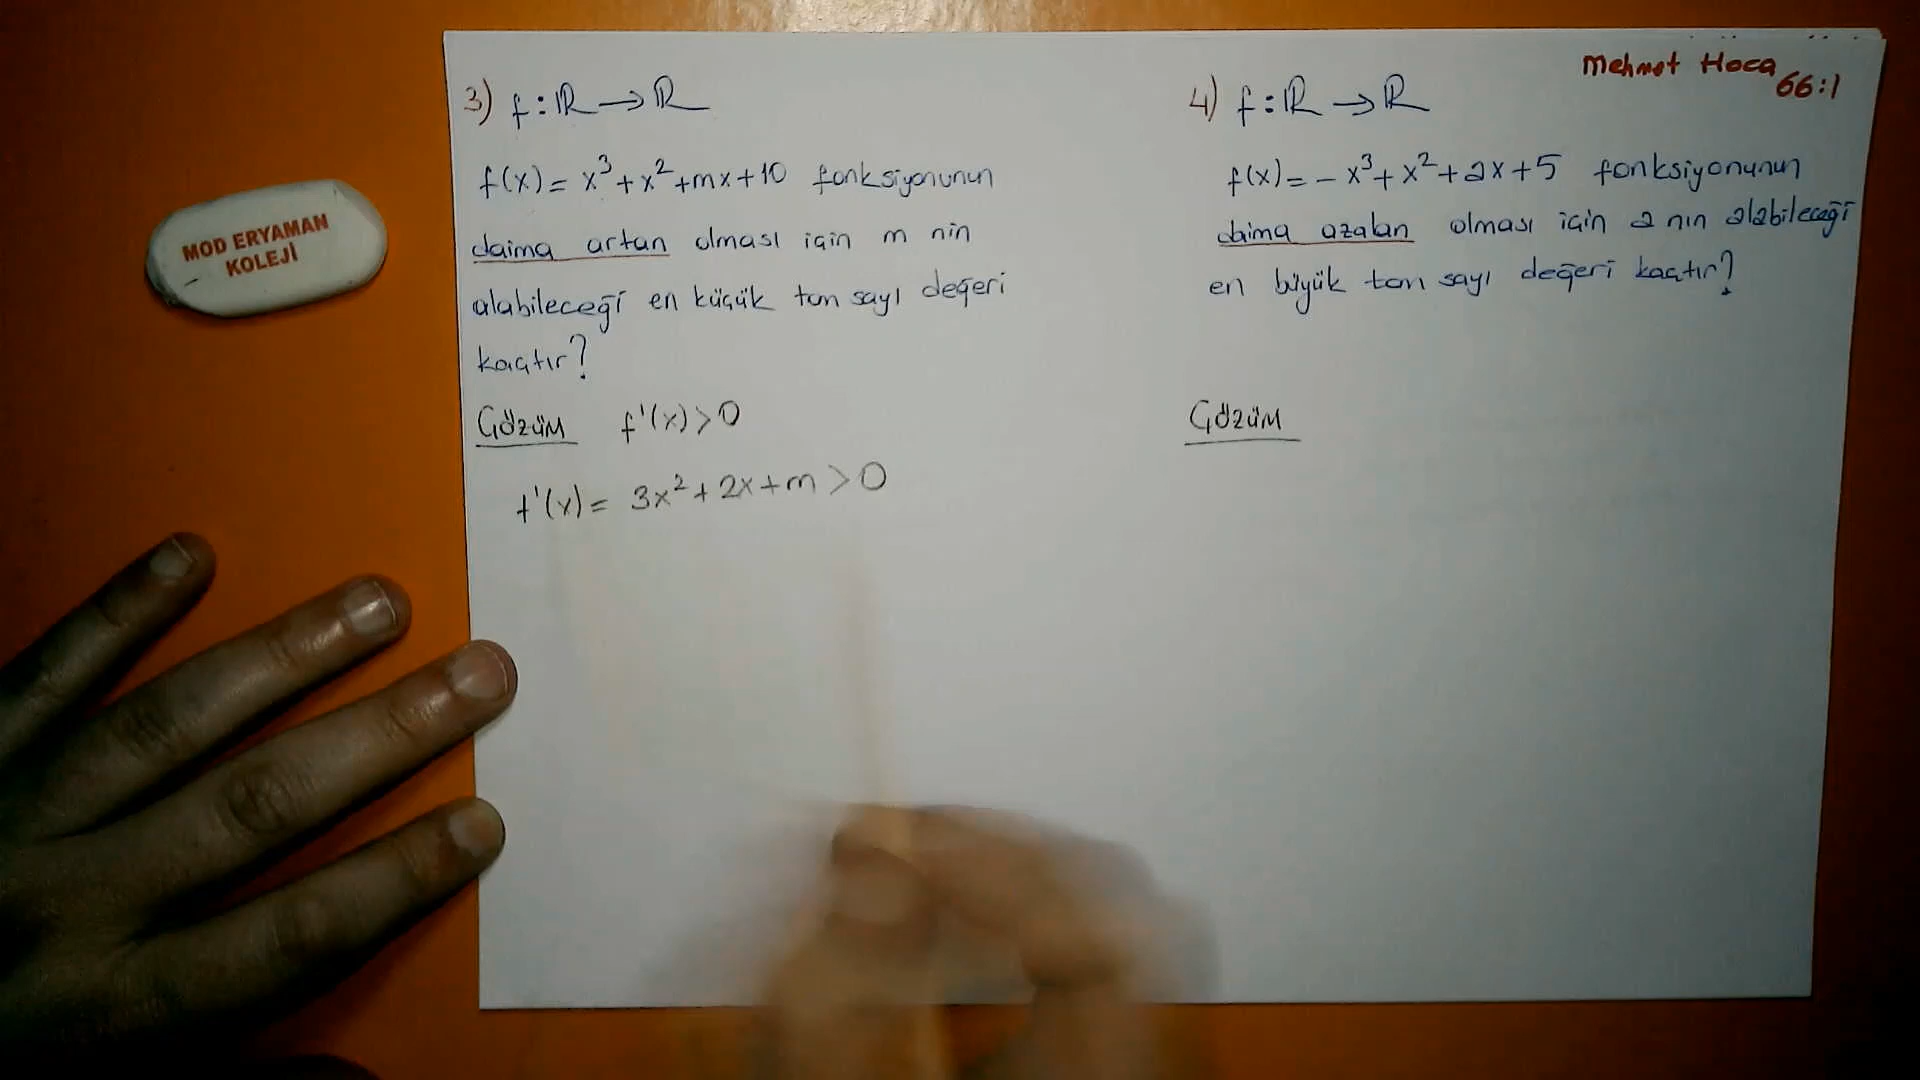 MOD ERYAMAN
KOLEJİ
Mehmet Hoca
66:1
3) f : ℝ → ℝ
f(x) = x³ + x² + mx + 10 fonksiyonunun
daima artan olması için m nin
alabileceği en küçük tam sayı değeri
kaçtır?
Çözüm f'(x) > 0
f'(x) = 3x² + 2x + m > 0
4) f : ℝ → ℝ
f(x) = - x³ + x² + ax + 5 fonksiyonunun
daima azalan olması için a nın alabileceği
en büyük tam sayı değeri kaçtır?
Çözüm